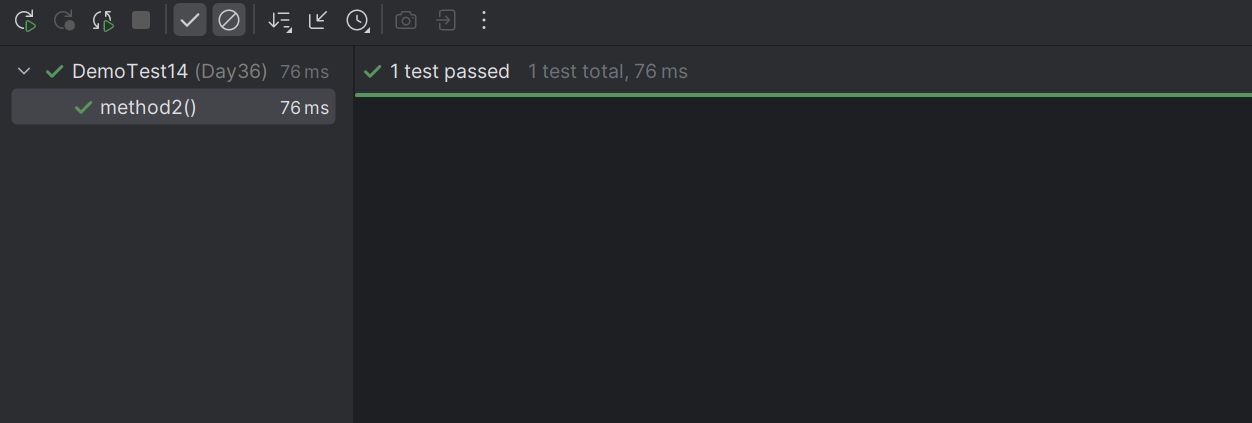 DemoTest14 (Day36) 76 ms
method2() 76 ms
1 test passed 1 test total, 76 ms